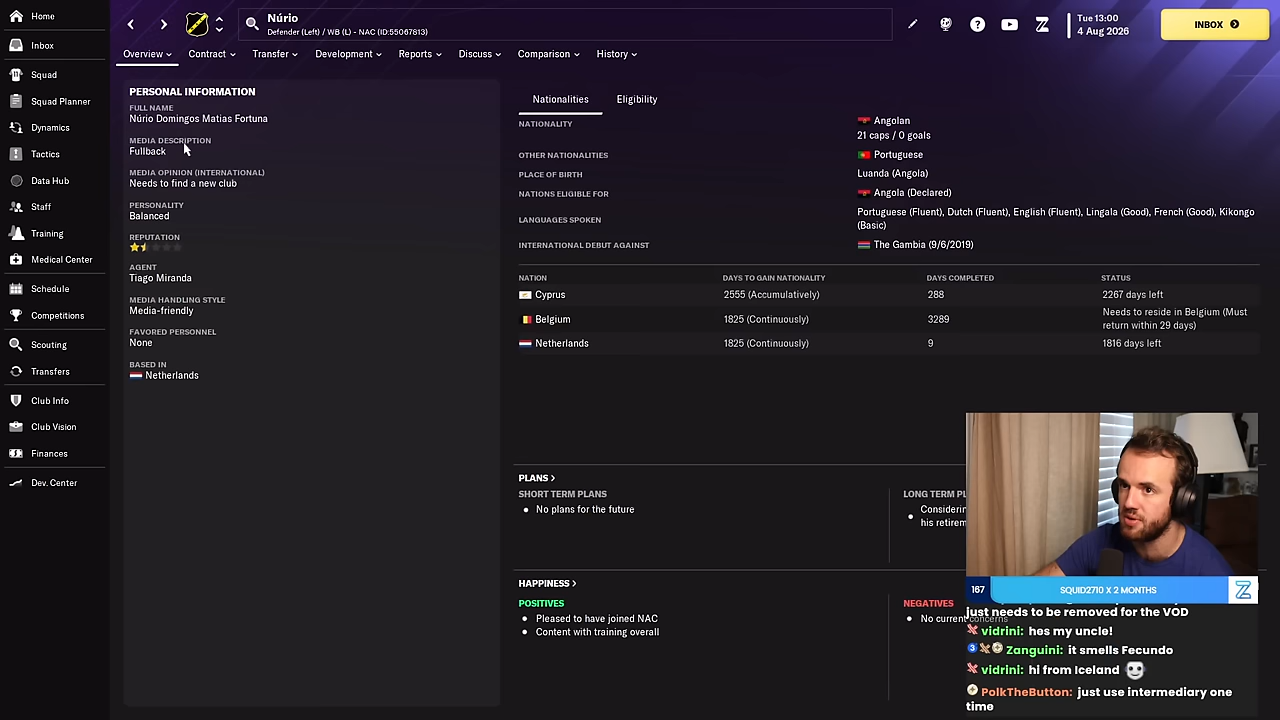 Home
Núrio
Defender (Left) / WB (L) - NAC (ID:55067813)
Tue 13:00
4 Aug 2026
INBOX
Inbox
Squad
Squad Planner
Dynamics
Tactics
Data Hub
Staff
Training
Medical Center
Schedule
Competitions
Scouting
Transfers
Club Info
Club Vision
Finances
Dev. Center
Overview
Contract
Transfer
Development
Reports
Discuss
Comparison
History
PERSONAL INFORMATION
FULL NAME
Núrio Domingos Matias Fortuna
MEDIA DESCRIPTION
Fullback
MEDIA OPINION (INTERNATIONAL)
Needs to find a new club
PERSONALITY
Balanced
REPUTATION
AGENT
Tiago Miranda
MEDIA HANDLING STYLE
Media-friendly
FAVORED PERSONNEL
None
BASED IN
Netherlands
Nationalities
Eligibility
NATIONALITY
Angolan
21 caps / 0 goals
OTHER NATIONALITIES
Portuguese
PLACE OF BIRTH
Luanda (Angola)
NATIONS ELIGIBLE FOR
Angola (Declared)
LANGUAGES SPOKEN
Portuguese (Fluent), Dutch (Fluent), English (Fluent), Lingala (Good), French (Good), Kikongo
(Basic)
INTERNATIONAL DEBUT AGAINST
The Gambia (9/6/2019)
NATION DAYS TO GAIN NATIONALITY DAYS COMPLETED STATUS
Cyprus 2555 (Accumulatively) 288 2267 days left
Belgium 1825 (Continuously) 3289 Needs to reside in Belgium (Must
return within 29 days)
Netherlands 1825 (Continuously) 9 1816 days left
PLANS >
SHORT TERM PLANS
No plans for the future
LONG TERM PL
Considerin
his retirem
HAPPINESS >
POSITIVES
Pleased to have joined NAC
Content with training overall
NEGATIVES
No current concerns
167
SQUID2710 X 2 MONTHS
Z
just needs to be removed for the VOD
vidrini: hes my uncle!
3 Zanguini: it smells Fecundo
vidrini: hi from Iceland
PolkTheButton: just use intermediary one
time